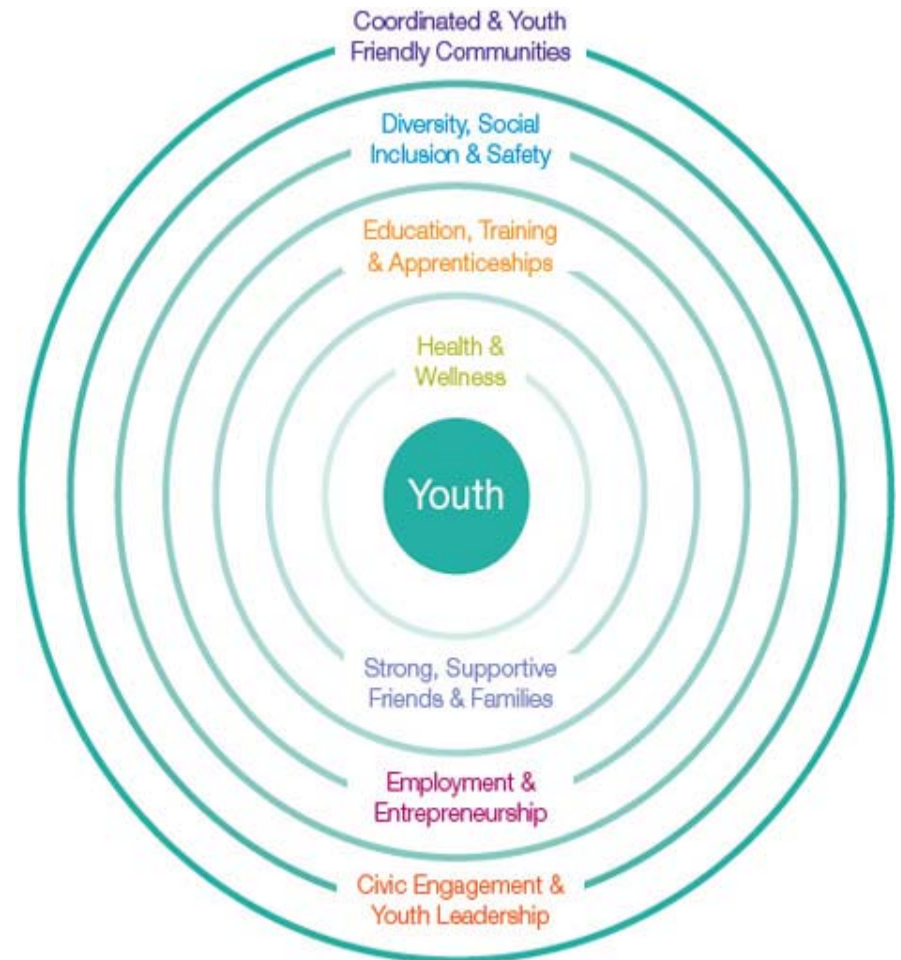 Coordinated & Youth
Friendly Communities
Diversity, Social
Inclusion & Safety
Education, Training
& Apprenticeships
Health &
Wellness
Youth
Strong, Supportive
Friends & Families
Employment &
Entrepreneurship
Civic Engagement &
Youth Leadership